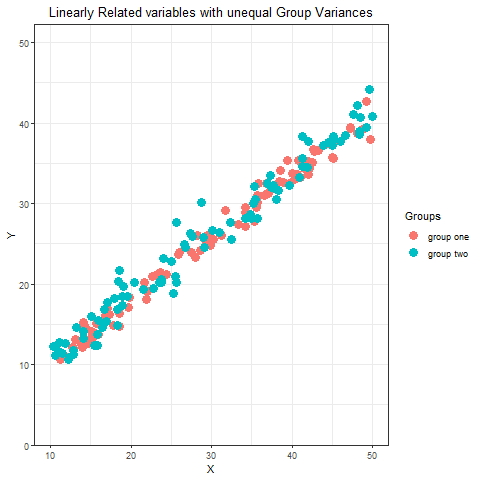 Linearly Related variables with unequal Group Variances
50
40
30
20
10
0
Y
10
20
30
40
50
X
Groups
group one
group two